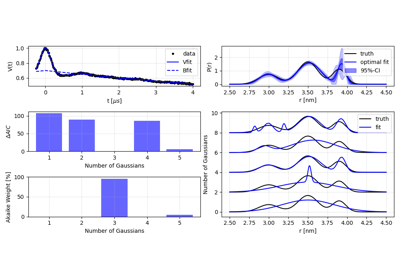 1.0
0.8
0.6
V(t)
data
Vfit
Bfit
0
1
2
3
4
t [μs]
2
1
0
P(r)
truth
optimal fit
95%-CI
2.50
2.75
3.00
3.25
3.50
3.75
4.00
4.25
4.50
r [nm]
100
50
0
ΔAIC
1
2
3
4
5
Number of Gaussians
75
50
25
0
Akaike Weight [%]
1
2
3
4
5
Number of Gaussians
10
8
6
4
2
0
Number of Gaussians
truth
fit
2.50
2.75
3.00
3.25
3.50
3.75
4.00
4.25
4.50
r [nm]